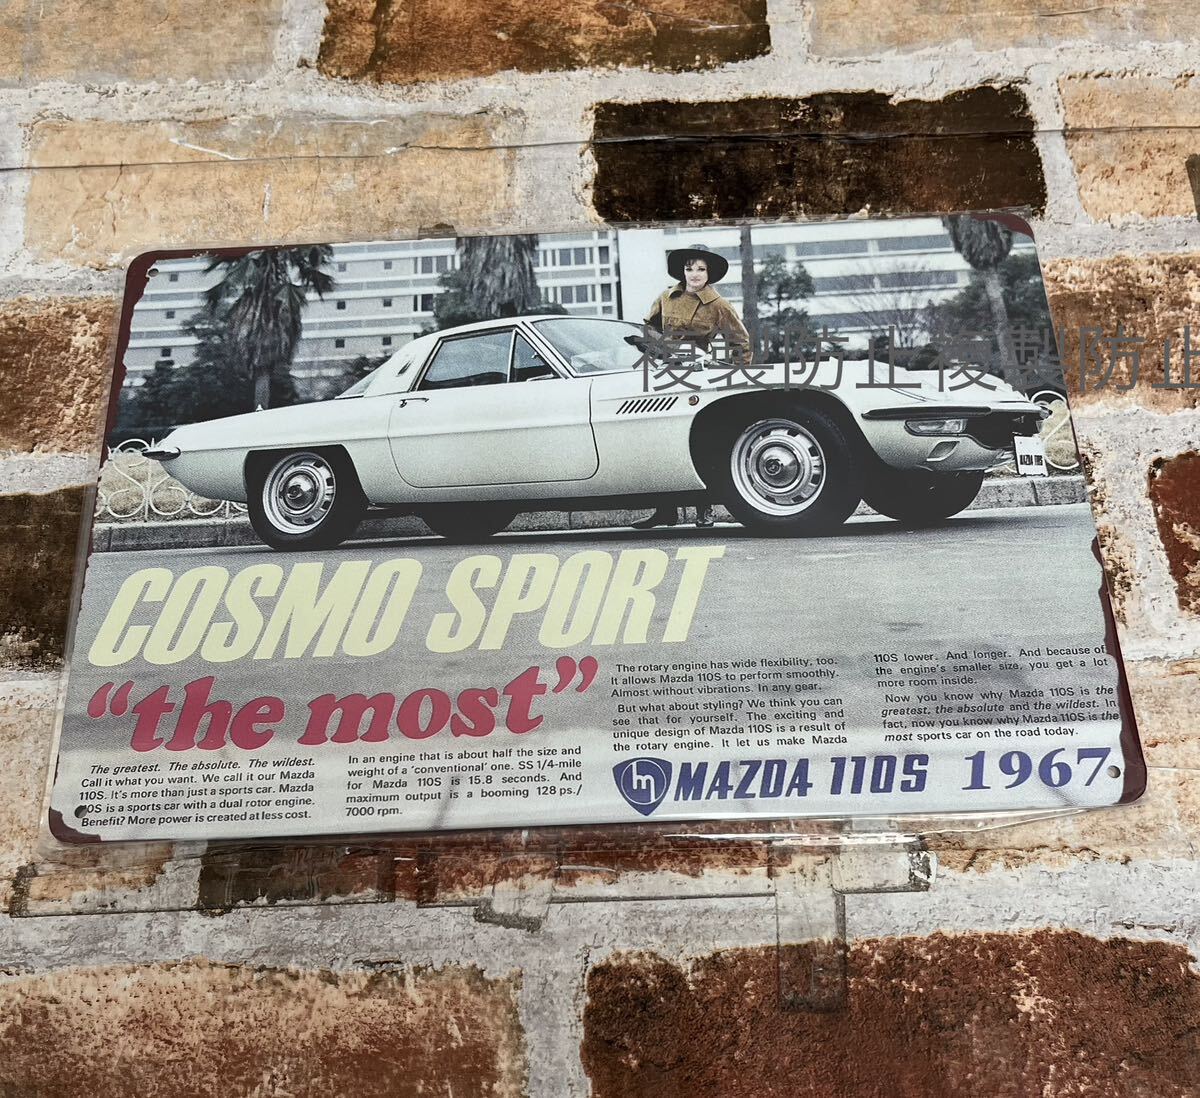 複製防止複製防止
MAZDA 110S
COSMO SPORT
“the most”
The greatest. The absolute. The wildest.
Call it what you want. We call it our Mazda
110S. It's more than just a sports car. Mazda
110S is a sports car with a dual rotor engine.
Benefit? More power is created at less cost.
In an engine that is about half the size and
weight of a 'conventional' one. SS 1/4-mile
for Mazda 110S is 15.8 seconds. And
maximum output is a booming 128 ps./
7000 rpm.
The rotary engine has wide flexibility, too.
It allows Mazda 110S to perform smoothly.
Almost without vibrations. In any gear.
But what about styling? We think you can
see that for yourself. The exciting and
unique design of Mazda 110S is a result of
the rotary engine. It let us make Mazda
110S lower. And longer. And because of
the engine's smaller size, you get a lot
more room inside.
Now you know why Mazda 110S is the
greatest, the absolute and the wildest. In
fact, now you know why Mazda 110S is the
most sports car on the road today.
m MAZDA 110S 1967